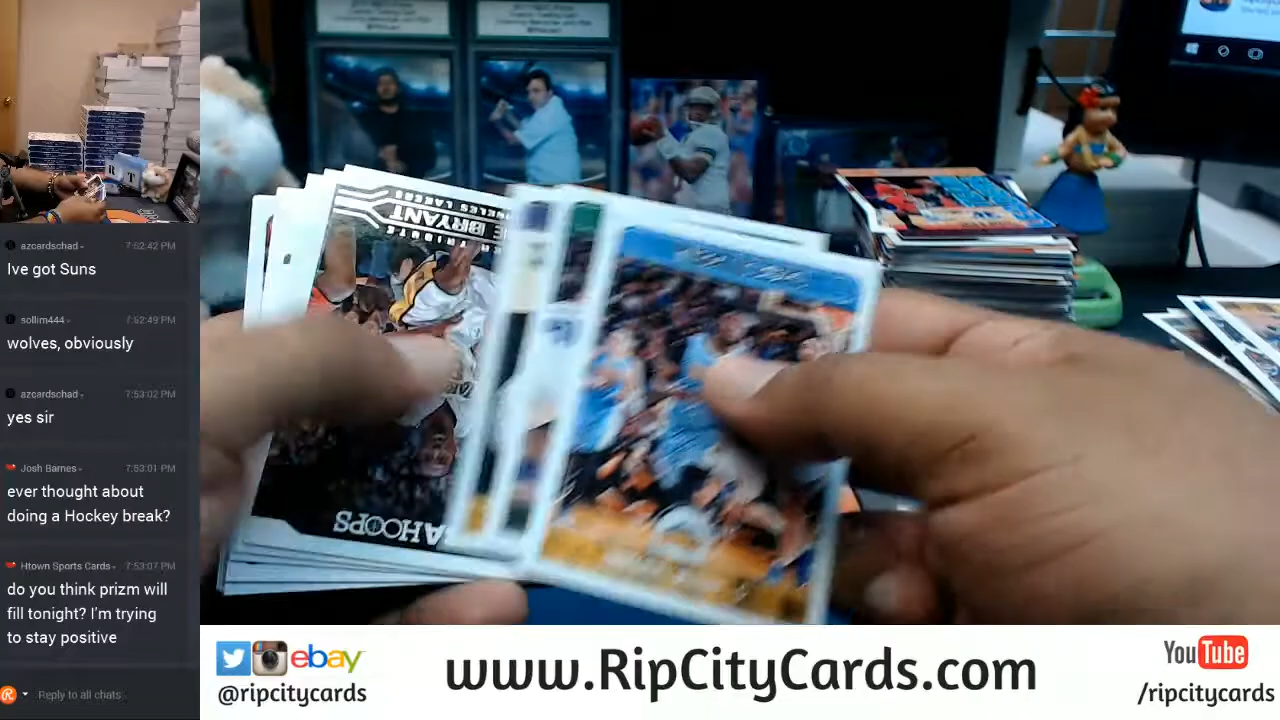 azcardschad
7:52:42 PM
Ive got Suns
sollim444
7:52:49 PM
wolves, obviously
azcardschad
7:53:02 PM
yes sir
Josh Barnes
7:53:01 PM
ever thought about
doing a Hockey break?
Htown Sports Cards
7:53:07 PM
do you think prizm will
fill tonight? I'm trying
to stay positive
Reply to all chats.
BRYANT
TRIBUTE
HOOPS
R
T
ebay
@ripcitycards
www.RipCityCards.com
YouTube
/ripcitycards